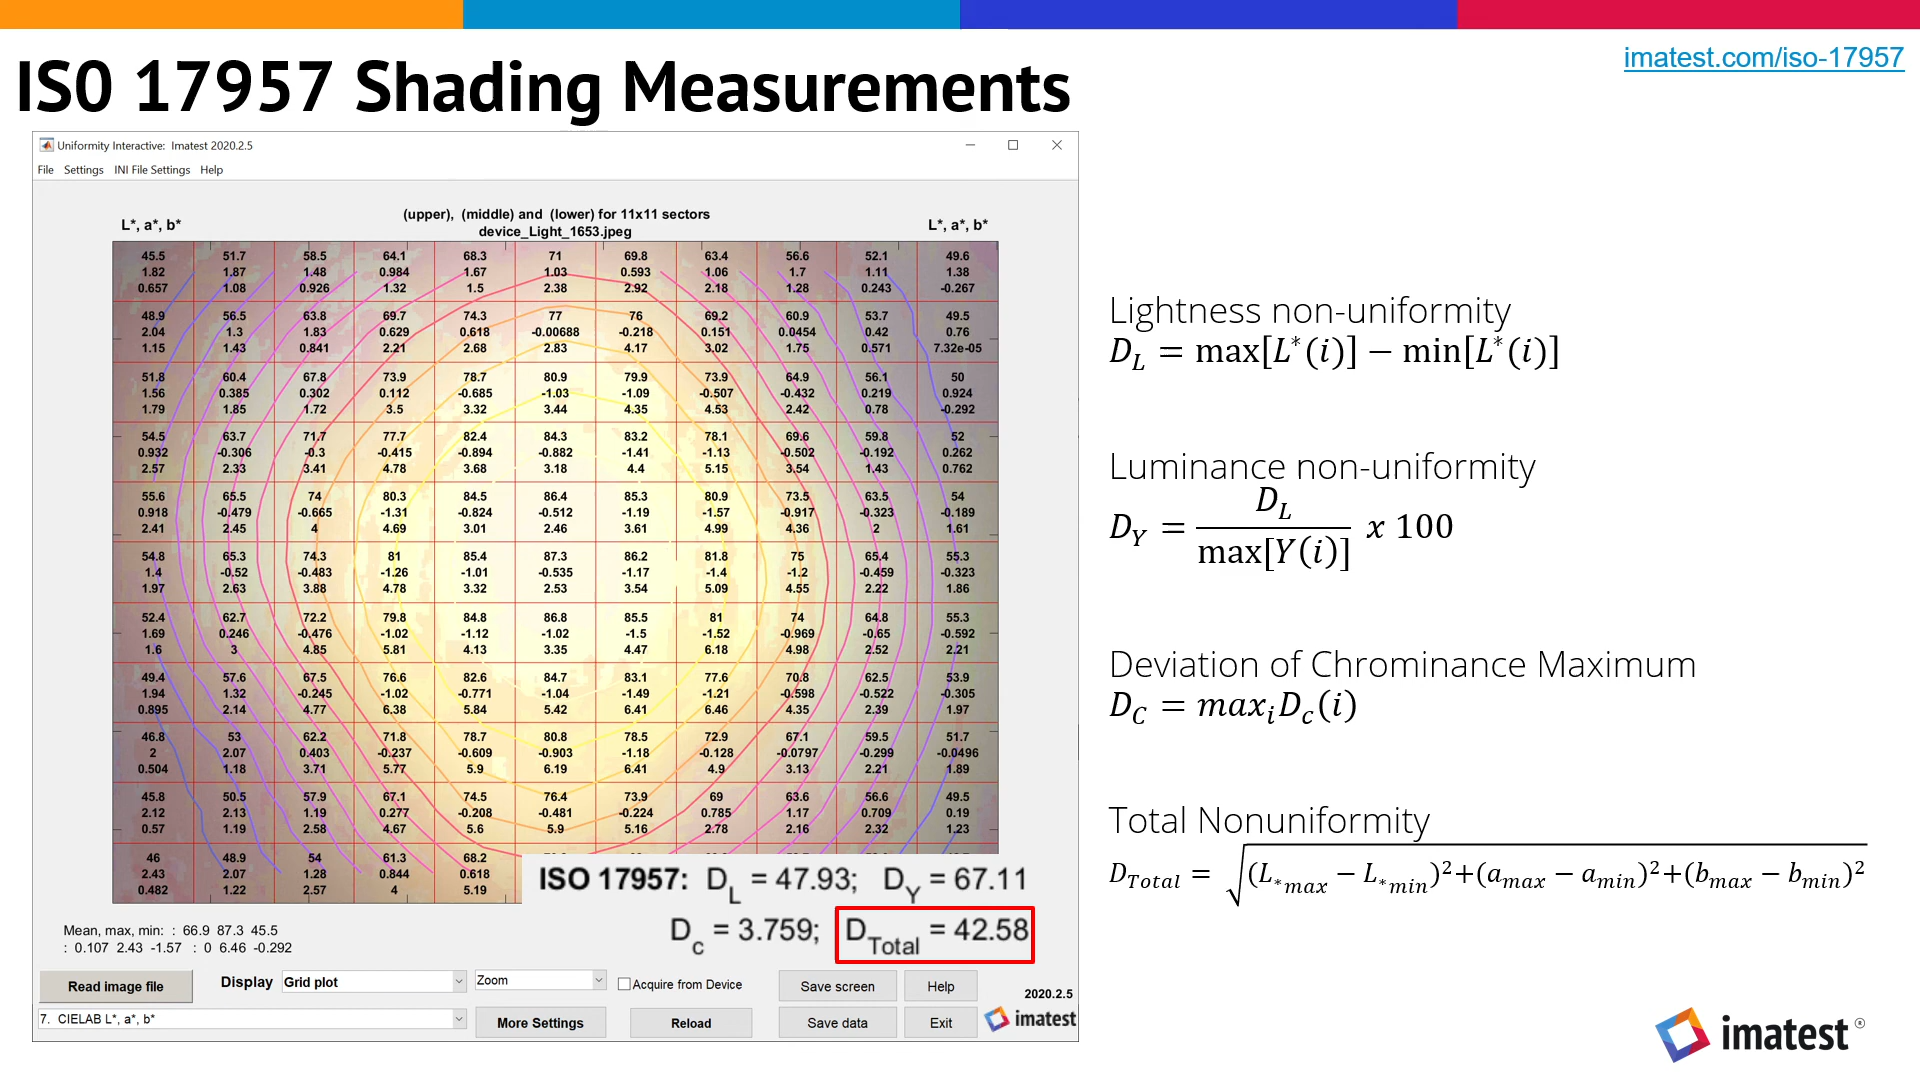 imatest.com/iso-17957
IS0 17957 Shading Measurements
Uniformity Interactive: Imatest 2020.2.5
File Settings INI File Settings Help
(upper), (middle) and (lower) for 11x11 sectors
L*, a*, b* device_Light_1653.jpeg L*, a*, b*
45.5 51.7 58.5 64.1 68.3 71 69.8 63.4 56.6 52.1 49.6
1.82 1.87 1.48 0.984 1.67 1.03 0.593 1.06 1.7 1.11 1.38
0.657 1.08 0.926 1.32 1.5 2.38 2.92 2.18 1.28 0.243 -0.267
48.9 56.5 63.8 69.7 74.3 77 76 69.2 60.9 53.7 49.5
2.04 1.3 1.83 0.629 0.618 -0.00688 -0.218 0.151 0.0454 0.42 0.76
1.15 1.43 0.841 2.21 2.68 2.83 4.17 3.02 1.75 0.571 7.32e-05
51.8 60.4 67.8 73.9 78.7 80.9 79.9 73.9 64.9 56.1 50
1.56 0.385 0.302 0.112 -0.685 -1.03 -1.09 -0.507 -0.432 0.219 0.924
1.79 1.85 1.72 3.5 3.32 3.44 4.35 4.53 2.42 0.78 -0.292
54.5 63.7 71.7 77.7 82.4 84.3 83.2 78.1 69.6 59.8 52
0.932 -0.306 -0.3 -0.415 -0.894 -0.882 -1.41 -1.13 -0.502 -0.192 0.262
2.57 2.33 3.41 4.78 3.68 3.18 4.4 5.15 3.54 1.43 0.762
55.6 65.5 74 80.3 84.5 86.4 85.3 80.9 73.5 63.5 54
0.918 -0.479 -0.665 -1.31 -0.824 -0.512 -1.19 -1.57 -0.917 -0.323 -0.189
2.41 2.45 4 4.69 3.01 2.46 3.61 4.99 4.36 2 1.61
54.8 65.3 74.3 81 85.4 87.3 86.2 81.8 75 65.4 55.3
1.4 -0.52 -0.483 -1.26 -1.01 -0.535 -1.17 -1.4 -1.2 -0.459 -0.323
1.97 2.63 3.88 4.78 3.32 2.53 3.54 5.09 4.55 2.22 1.86
52.4 62.7 72.2 79.8 84.8 86.8 85.5 81 74 64.8 55.3
1.69 0.246 -0.476 -1.02 -1.12 -1.02 -1.5 -1.52 -0.969 -0.65 -0.592
1.6 3 4.85 5.81 4.13 3.35 4.47 6.18 4.98 2.52 2.21
49.4 57.6 67.5 76.6 82.6 84.7 83.1 77.6 70.8 62.5 53.9
1.94 1.32 -0.245 -1.02 -0.771 -1.04 -1.49 -1.21 -0.598 -0.522 -0.305
0.895 2.14 4.77 6.38 5.84 5.42 6.41 6.46 4.35 2.39 1.97
46.8 53 62.2 71.8 78.7 80.8 78.5 72.9 67.1 59.5 51.7
2 2.07 0.403 -0.237 -0.609 -0.903 -1.18 -0.128 -0.0797 -0.299 -0.0496
0.504 1.18 3.71 5.77 5.9 6.19 6.41 4.9 3.13 2.21 1.89
45.8 50.5 57.9 67.1 74.5 76.4 73.9 69 63.6 56.6 49.5
2.12 2.13 1.19 0.277 -0.208 -0.481 -0.224 0.785 1.17 0.709 0.19
0.57 1.19 2.58 4.67 5.6 5.9 5.16 2.78 2.16 2.32 1.23
46 48.9 54 61.3 68.2
2.43 2.07 1.28 0.844 0.618
0.482 1.22 2.57 4 5.19
ISO 17957: D_L = 47.93; D_Y = 67.11
D_c = 3.759; D_Total = 42.58
Mean, max, min: : 66.9 87.3 45.5
: 0.107 2.43 -1.57 : 0 6.46 -0.292
Read image file Display Grid plot Zoom Acquire from Device Save screen Help 2020.2.5
7. CIELAB L*, a*, b* More Settings Reload Save data Exit imatest
Lightness non-uniformity
D_L = max[L*(i)] − min[L*(i)]
Luminance non-uniformity
D_Y = D_L / max[Y(i)] x 100
Deviation of Chrominance Maximum
D_C = max_i D_c(i)
Total Nonuniformity
D_Total = √(L*max − L*min)²+(a_max − a_min)²+(b_max − b_min)²
imatest®